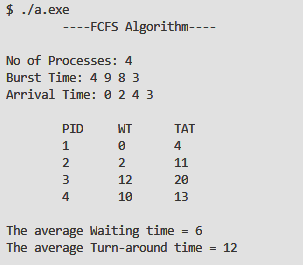 $ ./a.exe
----FCFS Algorithm----
No of Processes: 4
Burst Time: 4 9 8 3
Arrival Time: 0 2 4 3
PID WT TAT
1 0 4
2 2 11
3 12 20
4 10 13
The average Waiting time = 6
The average Turn-around time = 12